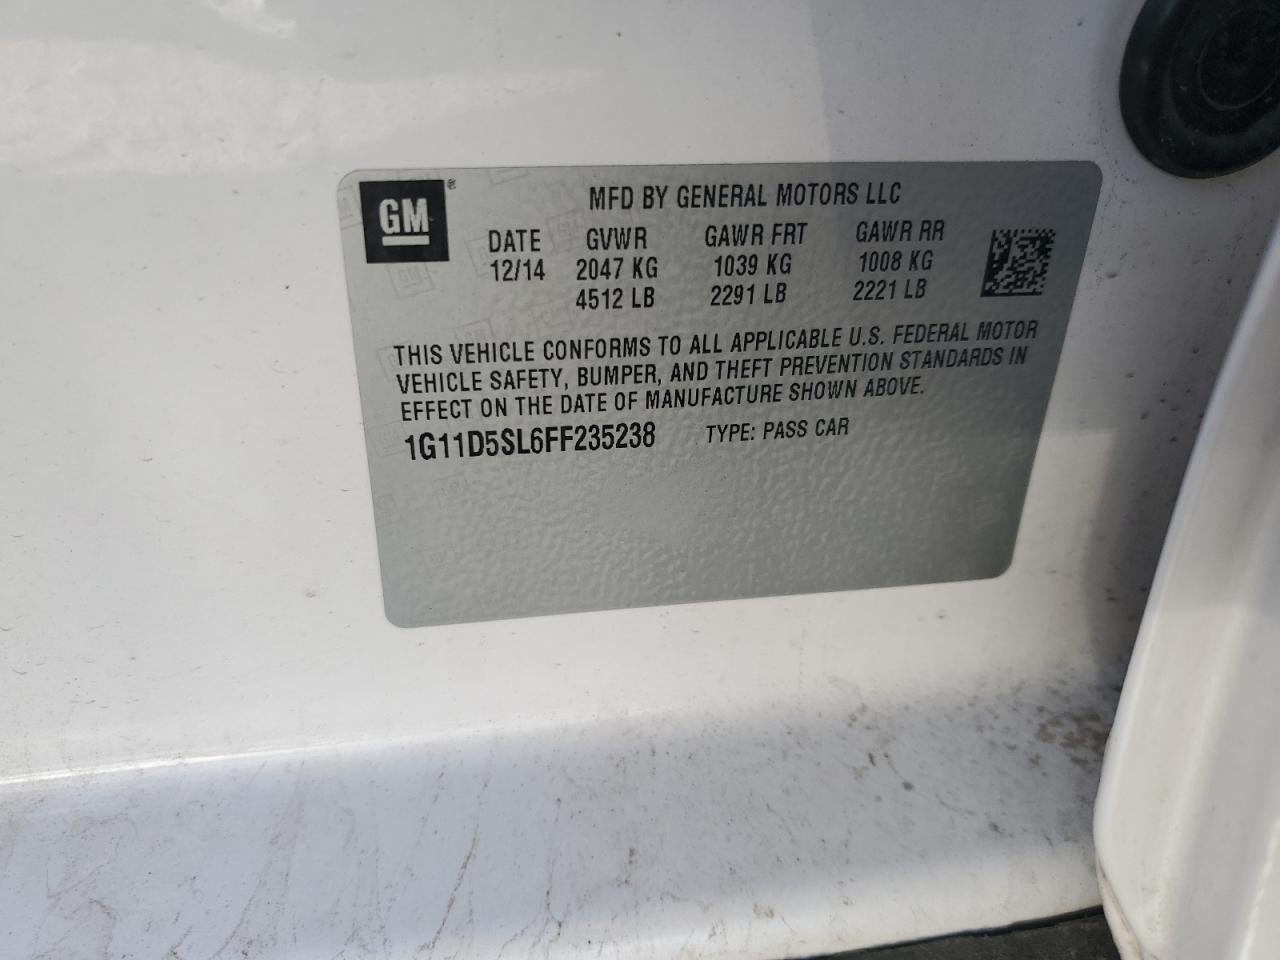 GM ®
MFD BY GENERAL MOTORS LLC
DATE GVWR GAWR FRT GAWR RR
12/14 2047 KG 1039 KG 1008 KG
4512 LB 2291 LB 2221 LB
THIS VEHICLE CONFORMS TO ALL APPLICABLE U.S. FEDERAL MOTOR
VEHICLE SAFETY, BUMPER, AND THEFT PREVENTION STANDARDS IN
EFFECT ON THE DATE OF MANUFACTURE SHOWN ABOVE.
1G11D5SL6FF235238 TYPE: PASS CAR